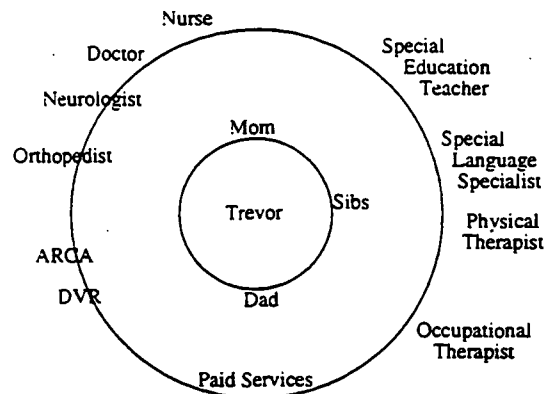 Nurse
Doctor
Neurologist
Orthopedist
ARCA
DVR
Paid Services
Mom
Trevor
Sibs
Dad
Special
Education
Teacher
Special
Language
Specialist
Physical
Therapist
Occupational
Therapist